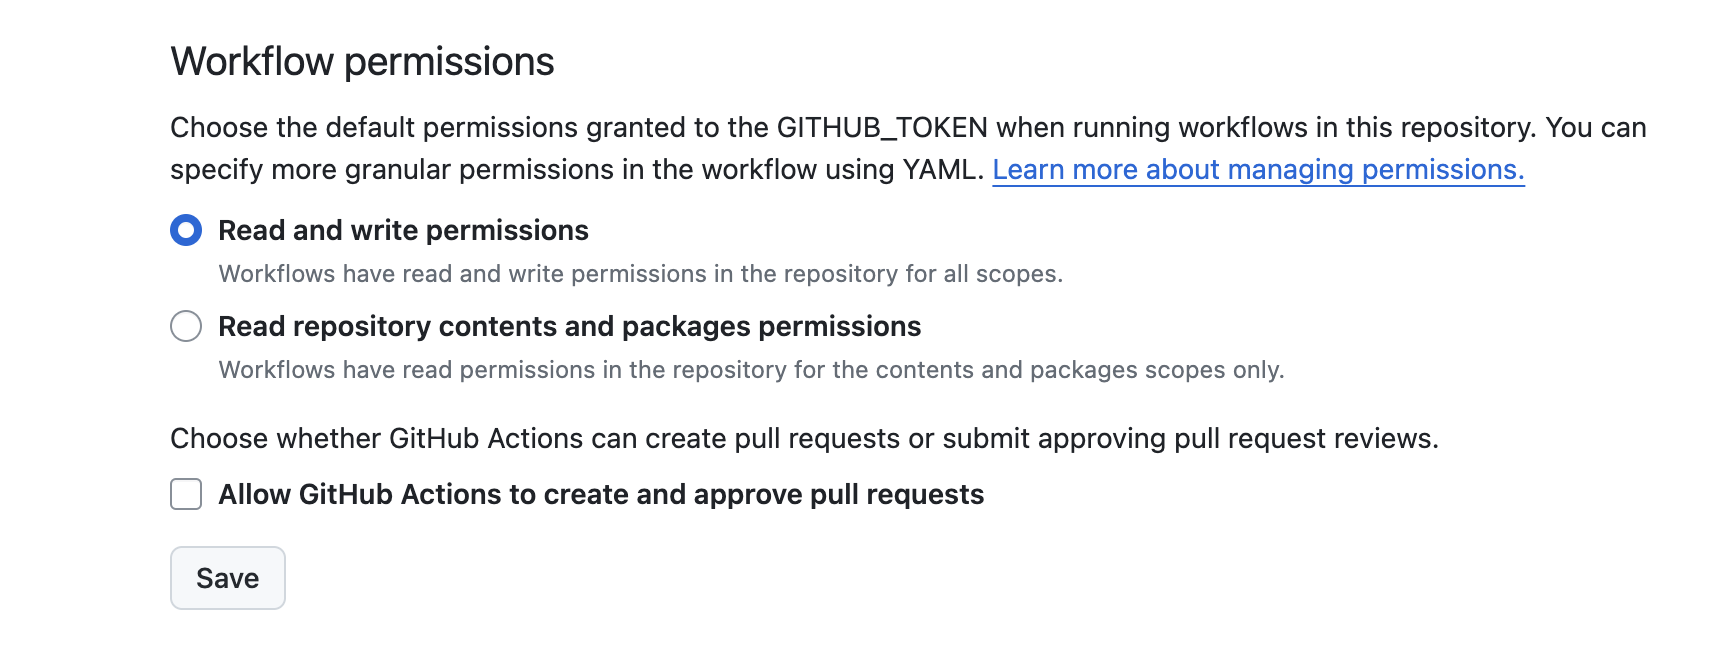 Workflow permissions
Choose the default permissions granted to the GITHUB_TOKEN when running workflows in this repository. You can
specify more granular permissions in the workflow using YAML. Learn more about managing permissions.
Read and write permissions
Workflows have read and write permissions in the repository for all scopes.
Read repository contents and packages permissions
Workflows have read permissions in the repository for the contents and packages scopes only.
Choose whether GitHub Actions can create pull requests or submit approving pull request reviews.
Allow GitHub Actions to create and approve pull requests
Save